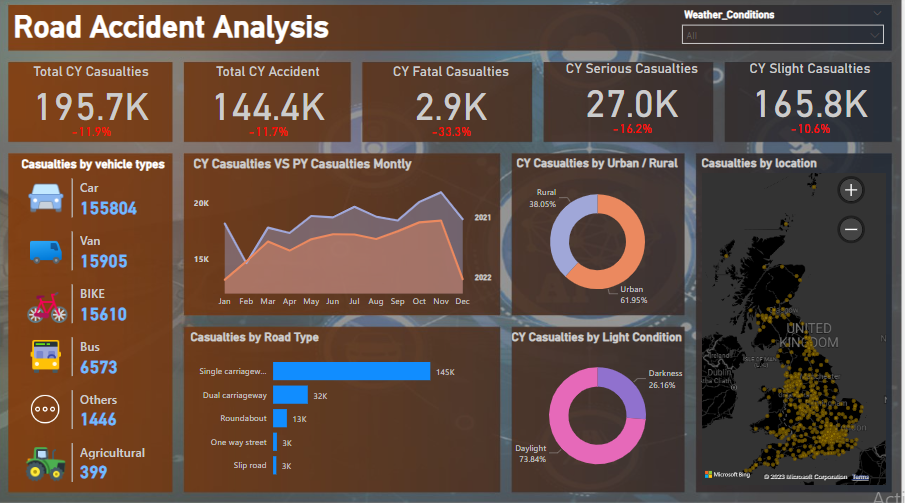 Road Accident Analysis
Weather_Conditions
All
Total CY Casualties
195.7K
-11.9%
Total CY Accident
144.4K
-11.7%
CY Fatal Casualties
2.9K
-33.3%
CY Serious Casualties
27.0K
-16.2%
CY Slight Casualties
165.8K
-10.6%
Casualties by vehicle types
Car
155804
Van
15905
BIKE
15610
Bus
6573
Others
1446
Agricultural
399
CY Casualties VS PY Casualties Montly
20K
15K
2021
2022
Jan Feb Mar Apr May Jun Jul Aug Sep Oct Nov Dec
Casualties by Road Type
Single carriagew...
145K
Dual carriageway
32K
Roundabout
13K
One way street
3K
Slip road
3K
CY Casualties by Urban / Rural
Rural
38.05%
Urban
61.95%
CY Casualties by Light Condition
Darkness
26.16%
Daylight
73.84%
Casualties by location
UNITED
KINGDOM
Microsoft Bing
© 2023 Microsoft Corporation Terms